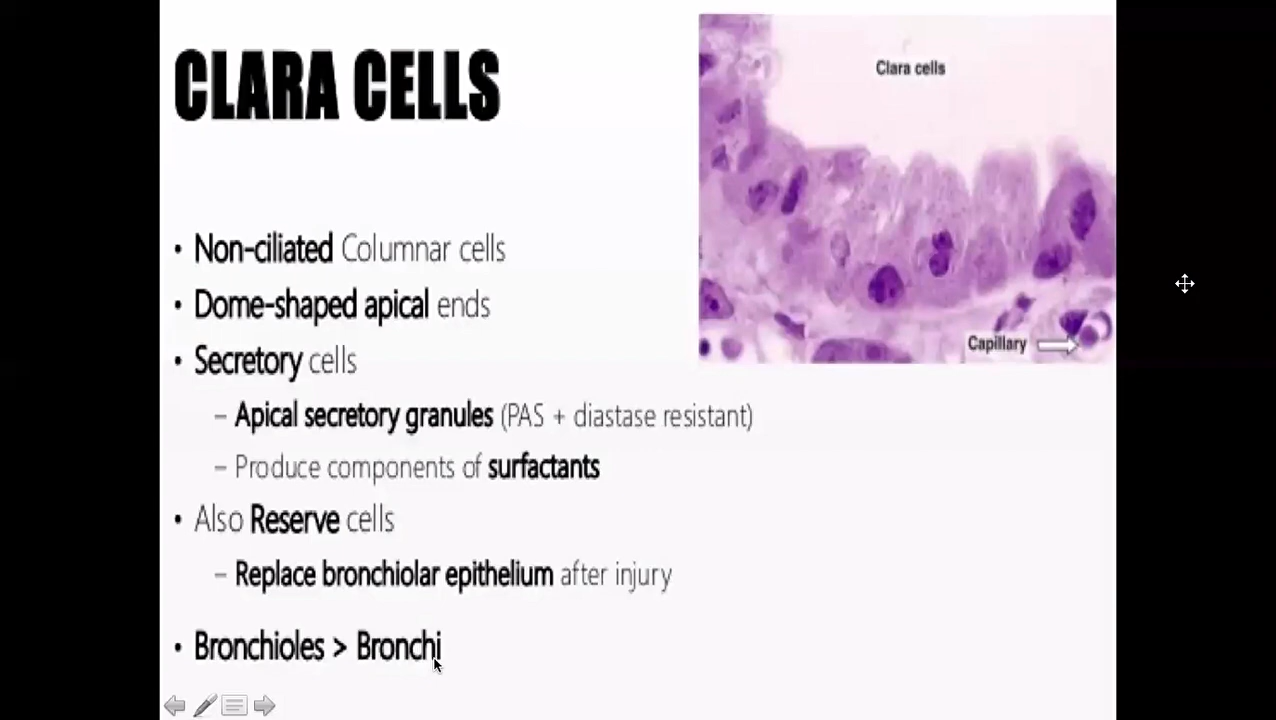 CLARA CELLS
Clara cells
Capillary
• Non-ciliated Columnar cells
• Dome-shaped apical ends
• Secretory cells
– Apical secretory granules (PAS + diastase resistant)
– Produce components of surfactants
• Also Reserve cells
– Replace bronchiolar epithelium after injury
• Bronchioles > Bronchi